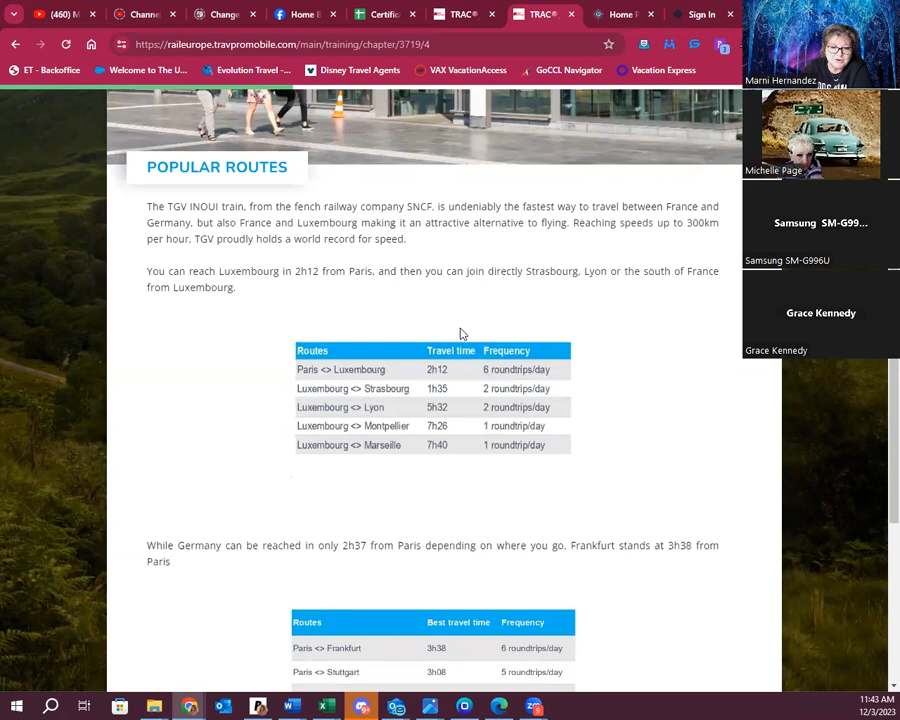 (460) M
Channel
Change
Home B
Certifica
TRAC®
TRAC®
Home P
Sign In
https://raileurope.travpromobile.com/main/training/chapter/3719/4
3
ET - Backoffice
Welcome to The U...
Evolution Travel -...
Disney Travel Agents
VAX VacationAccess
GoCCL Navigator
Vacation Express
Marni Hernandez
Michelle Page
Samsung SM-G99...
Samsung SM-G996U
Grace Kennedy
Grace Kennedy
POPULAR ROUTES
The TGV INOUI train, from the fench railway company SNCF, is undeniably the fastest way to travel between France and
Germany, but also France and Luxembourg making it an attractive alternative to flying. Reaching speeds up to 300km
per hour, TGV proudly holds a world record for speed.
You can reach Luxembourg in 2h12 from Paris, and then you can join directly Strasbourg, Lyon or the south of France
from Luxembourg.
Routes Travel time Frequency
Paris <> Luxembourg 2h12 6 roundtrips/day
Luxembourg <> Strasbourg 1h35 2 roundtrips/day
Luxembourg <> Lyon 5h32 2 roundtrips/day
Luxembourg <> Montpellier 7h26 1 roundtrip/day
Luxembourg <> Marseille 7h40 1 roundtrip/day
While Germany can be reached in only 2h37 from Paris depending on where you go. Frankfurt stands at 3h38 from
Paris
Routes Best travel time Frequency
Paris <> Frankfurt 3h38 6 roundtrips/day
Paris <> Stuttgart 3h08 5 roundtrips/day
11:43 AM
12/3/2023